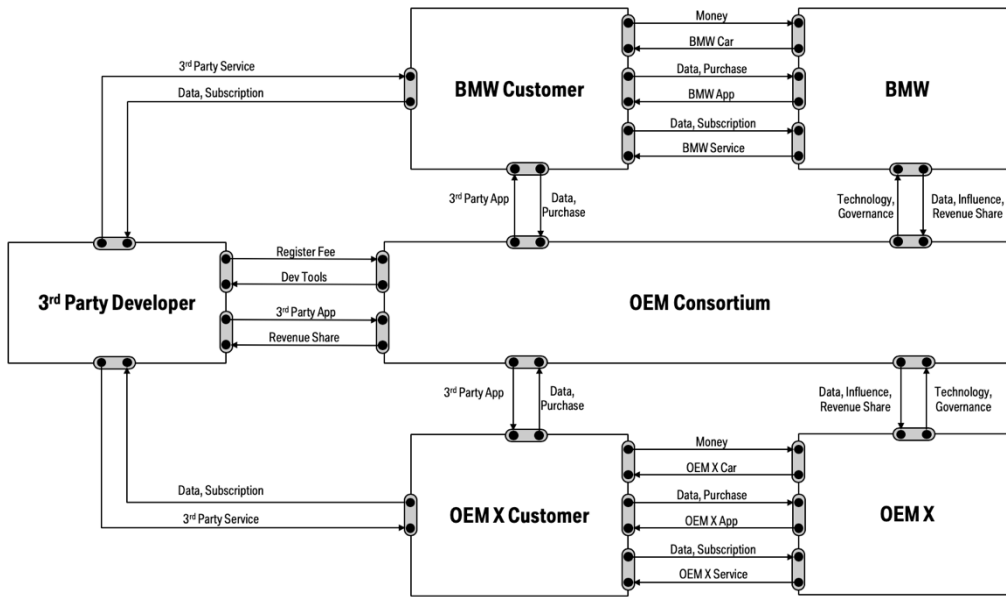 Money
BMW Car
3rd Party Service
Data, Purchase
BMW Customer
BMW
Data, Subscription
BMW App
Data, Subscription
BMW Service
3rd Party App
Data,
Purchase
Technology,
Governance
Data, Influence,
Revenue Share
Register Fee
Dev Tools
3rd Party Developer
OEM Consortium
3rd Party App
Revenue Share
3rd Party App
Data,
Purchase
Data, Influence,
Revenue Share
Technology,
Governance
Money
OEM X Car
Data, Subscription
Data, Purchase
OEM X Customer
OEM X
3rd Party Service
OEM X App
Data, Subscription
OEM X Service